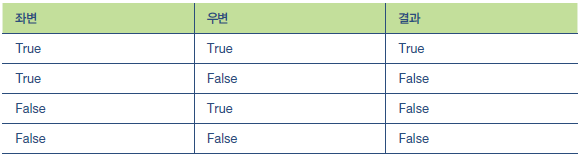 좌변 우변 결과
True True True
True False False
False True False
False False False